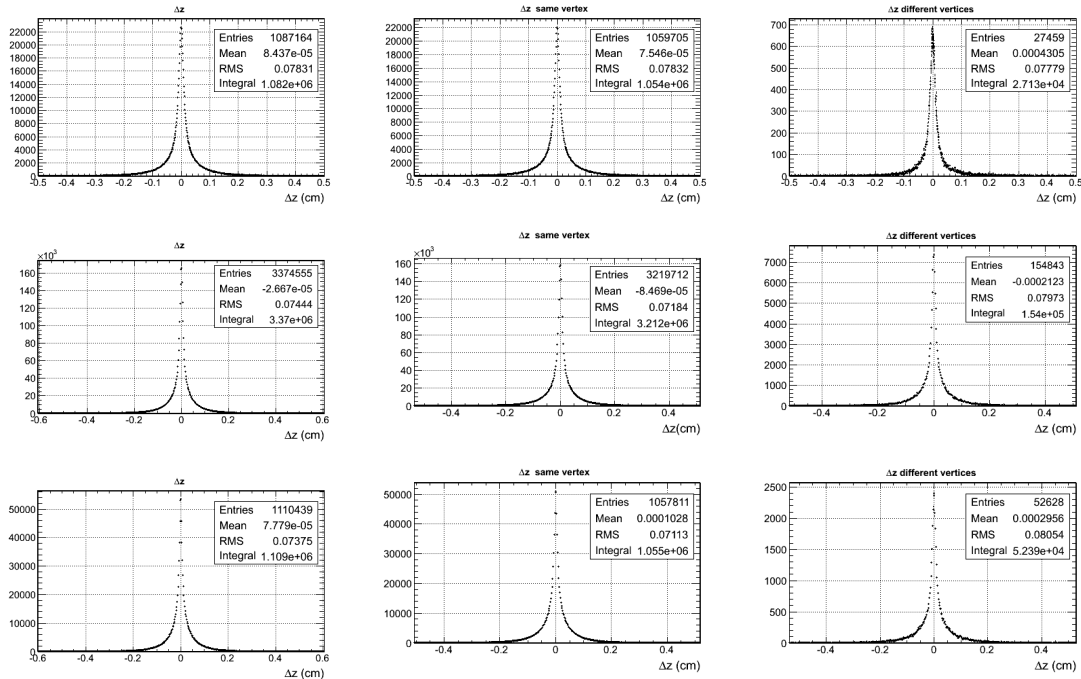 Δz
Entries 1087164
Mean 8.437e-05
RMS 0.07831
Integral 1.082e+06
22000
20000
18000
16000
14000
12000
10000
8000
6000
4000
2000
0
-0.5 -0.4 -0.3 -0.2 -0.1 0 0.1 0.2 0.3 0.4 0.5
Δz (cm)
Δz same vertex
Entries 1059705
Mean 7.546e-05
RMS 0.07832
Integral 1.054e+06
22000
20000
18000
16000
14000
12000
10000
8000
6000
4000
2000
0
-0.5 -0.4 -0.3 -0.2 -0.1 0 0.1 0.2 0.3 0.4 0.5
Δz (cm)
Δz different vertices
Entries 27459
Mean 0.0004305
RMS 0.07779
Integral 2.713e+04
700
600
500
400
300
200
100
0
-0.5 -0.4 -0.3 -0.2 -0.1 0 0.1 0.2 0.3 0.4 0.5
Δz (cm)
Δz
×10³
Entries 3374555
Mean -2.667e-05
RMS 0.07444
Integral 3.37e+06
160
140
120
100
80
60
40
20
0
-0.6 -0.4 -0.2 0 0.2 0.4 0.6
Δz (cm)
Δz same vertex
×10³
Entries 3219712
Mean -8.469e-05
RMS 0.07184
Integral 3.212e+06
160
140
120
100
80
60
40
20
0
-0.4 -0.2 0 0.2 0.4
Δz(cm)
Δz different vertices
Entries 154843
Mean -0.0002123
RMS 0.07973
Integral 1.54e+05
7000
6000
5000
4000
3000
2000
1000
0
-0.4 -0.2 0 0.2 0.4
Δz (cm)
Δz
Entries 1110439
Mean 7.779e-05
RMS 0.07375
Integral 1.109e+06
50000
40000
30000
20000
10000
0
-0.6 -0.4 -0.2 0 0.2 0.4 0.6
Δz (cm)
Δz same vertex
Entries 1057811
Mean 0.0001028
RMS 0.07113
Integral 1.055e+06
50000
40000
30000
20000
10000
0
-0.4 -0.2 0 0.2 0.4
Δz (cm)
Δz different vertices
Entries 52628
Mean 0.0002956
RMS 0.08054
Integral 5.239e+04
2500
2000
1500
1000
500
0
-0.4 -0.2 0 0.2 0.4
Δz (cm)